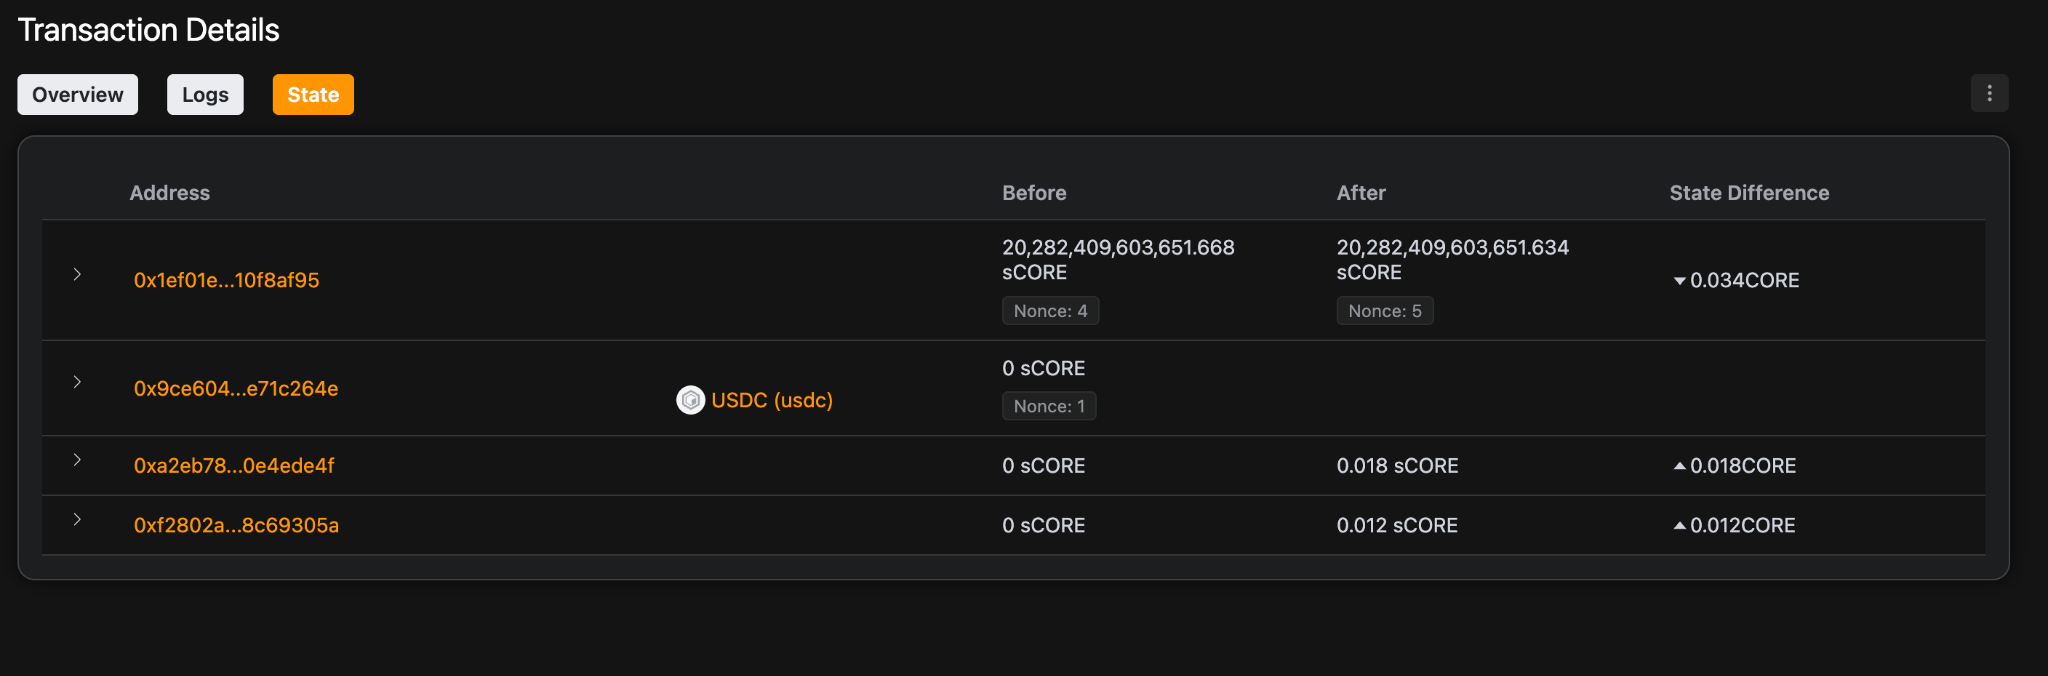 Transaction Details
Overview Logs State
Address Before After State Difference
0x1ef01e...10f8af95 20,282,409,603,651.668 sCORE Nonce: 4 20,282,409,603,651.634 sCORE Nonce: 5 0.034CORE
0x9ce604...e71c264e USDC (usdc) 0 sCORE Nonce: 1
0xa2eb78...0e4ede4f 0 sCORE 0.018 sCORE 0.018CORE
0xf2802a...8c69305a 0 sCORE 0.012 sCORE 0.012CORE